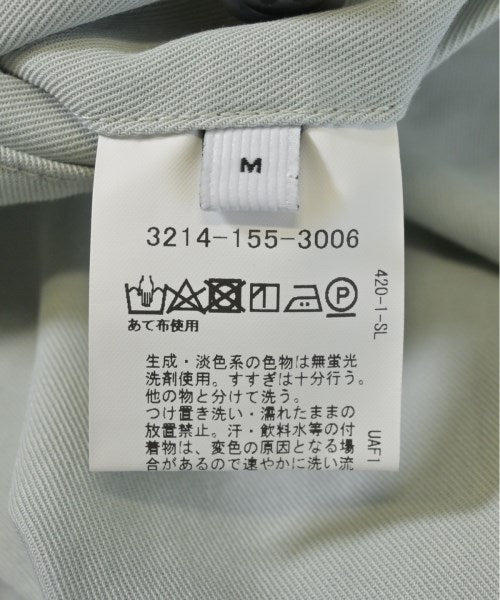 M
3214-155-3006
P
あて布使用
生成・淡色系の色物は無蛍光
洗剤使用。すすぎは十分行う。
他の物と分けて洗う。
つけ置き洗い・濡れたままの
放置禁止。汗・飲料水等の付
着物は、変色の原因となる場
合があるので速やかに洗い流
420-1-SL
UAF1